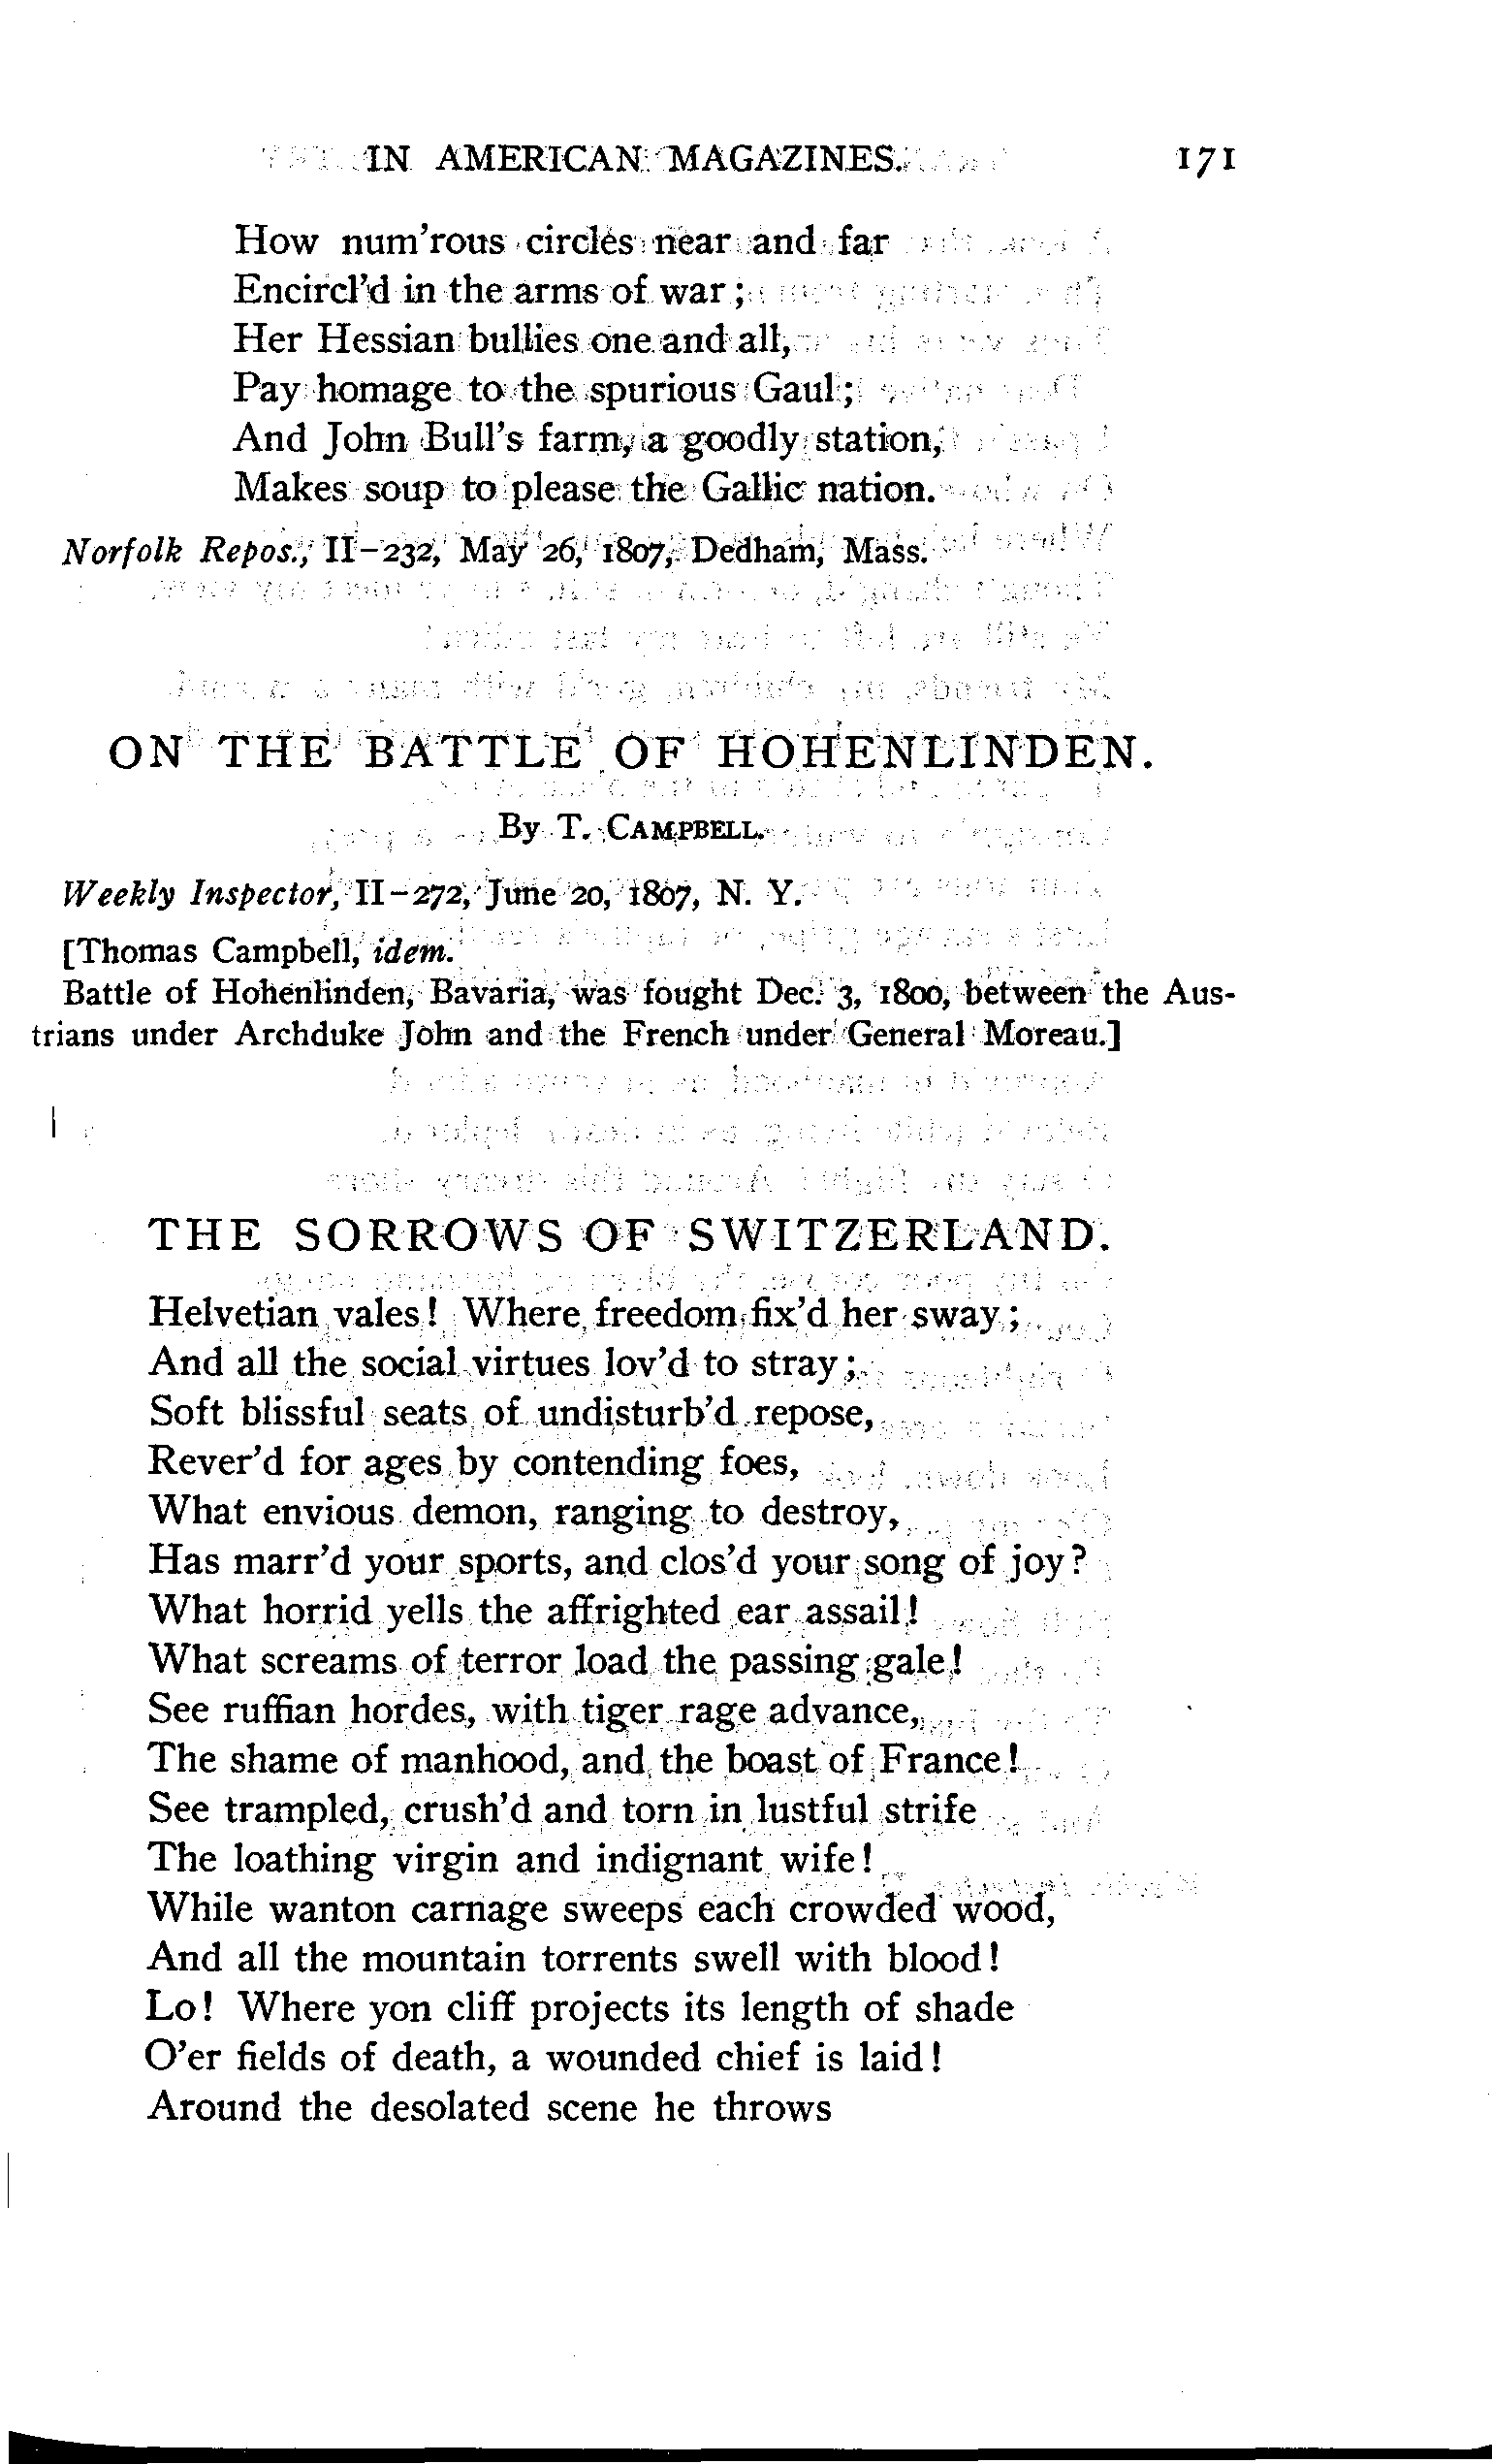 IN AMERICAN MAGAZINES. 171
How num'rous circles near and far
Encircl'd in the arms of war;
Her Hessian bullies one and all,
Pay homage to the spurious Gaul;
And John Bull's farm, a goodly station,
Makes soup to please the Gallic nation.
Norfolk Repos., II-232, May 26, 1807, Dedham, Mass.
ON THE BATTLE OF HOHENLINDEN.
By T. CAMPBELL.
Weekly Inspector, II-272, June 20, 1807, N. Y.
[Thomas Campbell, idem.
Battle of Hohenlinden, Bavaria, was fought Dec. 3, 1800, between the Aus-
trians under Archduke John and the French under General Moreau.]
THE SORROWS OF SWITZERLAND.
Helvetian vales! Where freedom fix'd her sway;
And all the social virtues lov'd to stray;
Soft blissful seats of undisturb'd repose,
Rever'd for ages by contending foes,
What envious demon, ranging to destroy,
Has marr'd your sports, and clos'd your song of joy?
What horrid yells the affrighted ear assail!
What screams of terror load the passing gale!
See ruffian hordes, with tiger rage advance,
The shame of manhood, and the boast of France!
See trampled, crush'd and torn in lustful strife
The loathing virgin and indignant wife!
While wanton carnage sweeps each crowded wood,
And all the mountain torrents swell with blood!
Lo! Where yon cliff projects its length of shade
O'er fields of death, a wounded chief is laid!
Around the desolated scene he throws